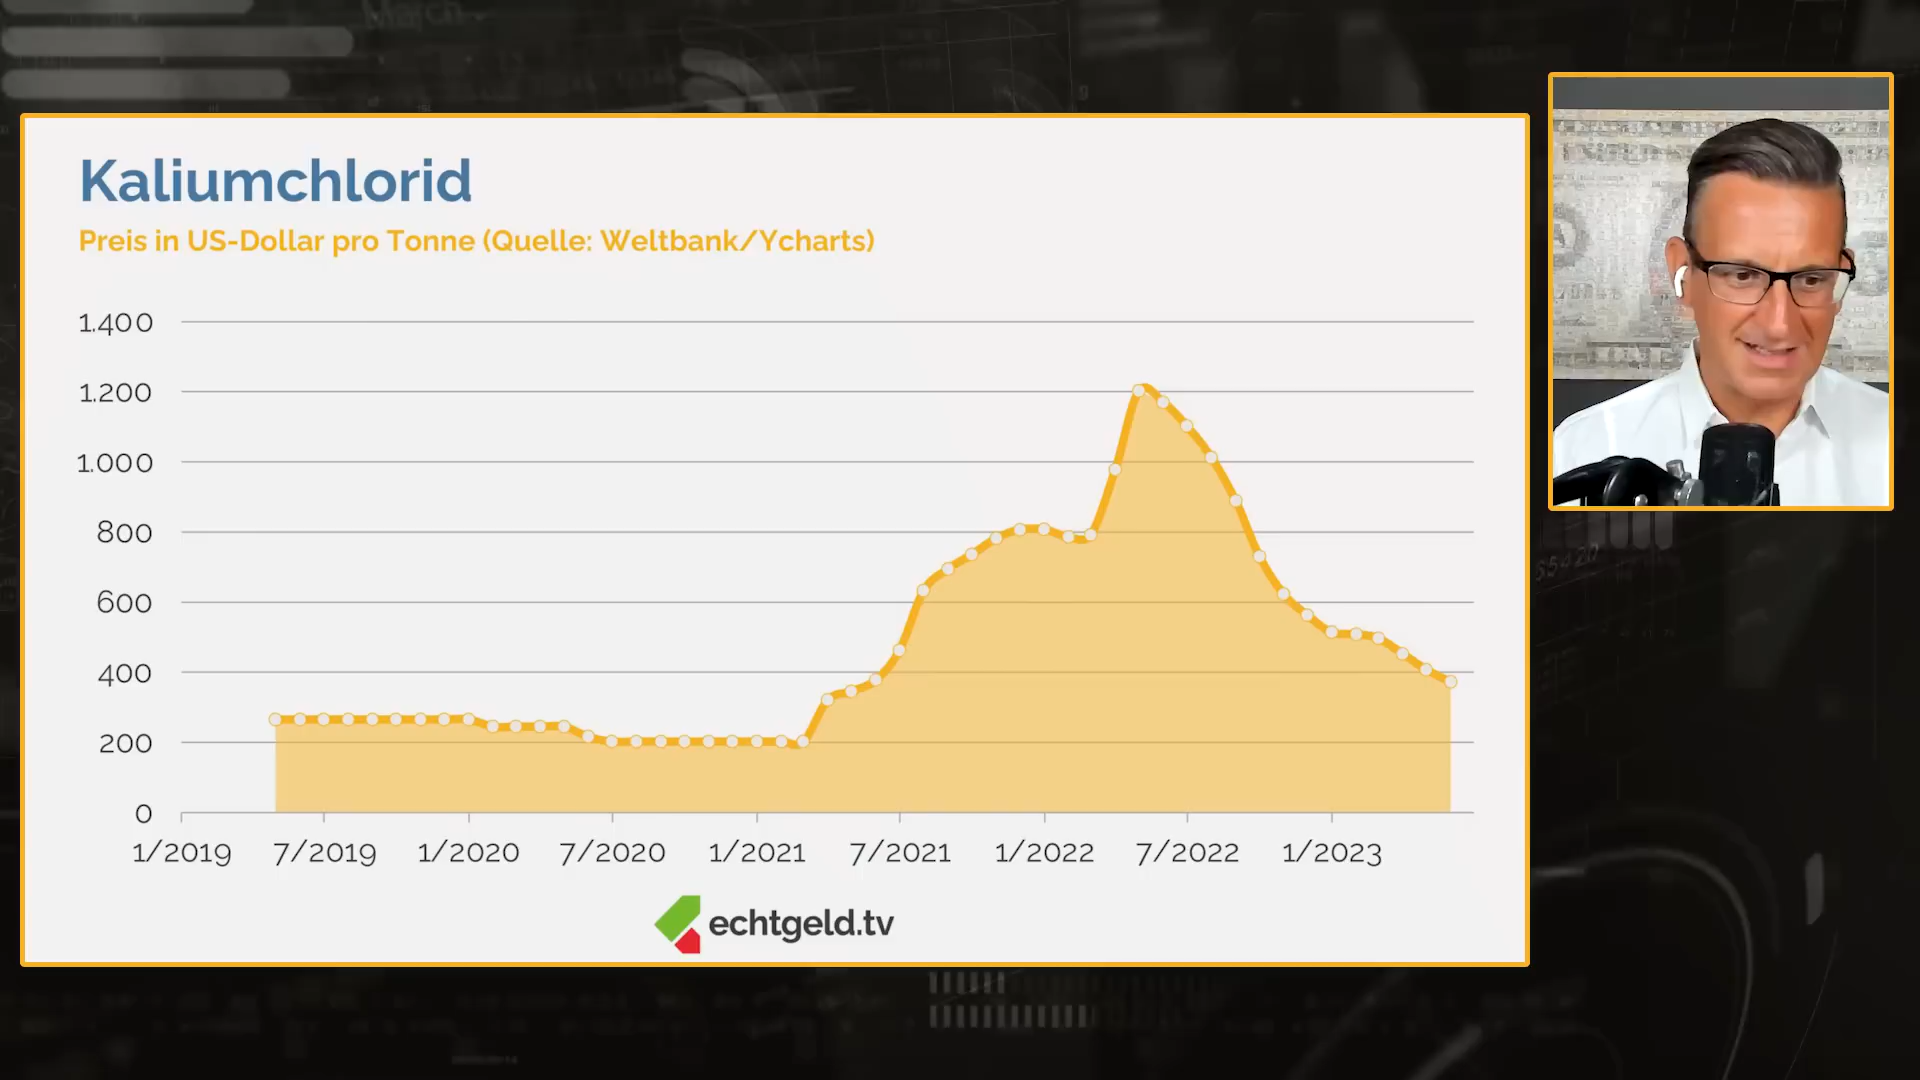 March
Kaliumchlorid
Preis in US-Dollar pro Tonne (Quelle: Weltbank/Ycharts)
1.400
1.200
1.000
800
600
400
200
0
1/2019 7/2019 1/2020 7/2020 1/2021 7/2021 1/2022 7/2022 1/2023
echtgeld.tv